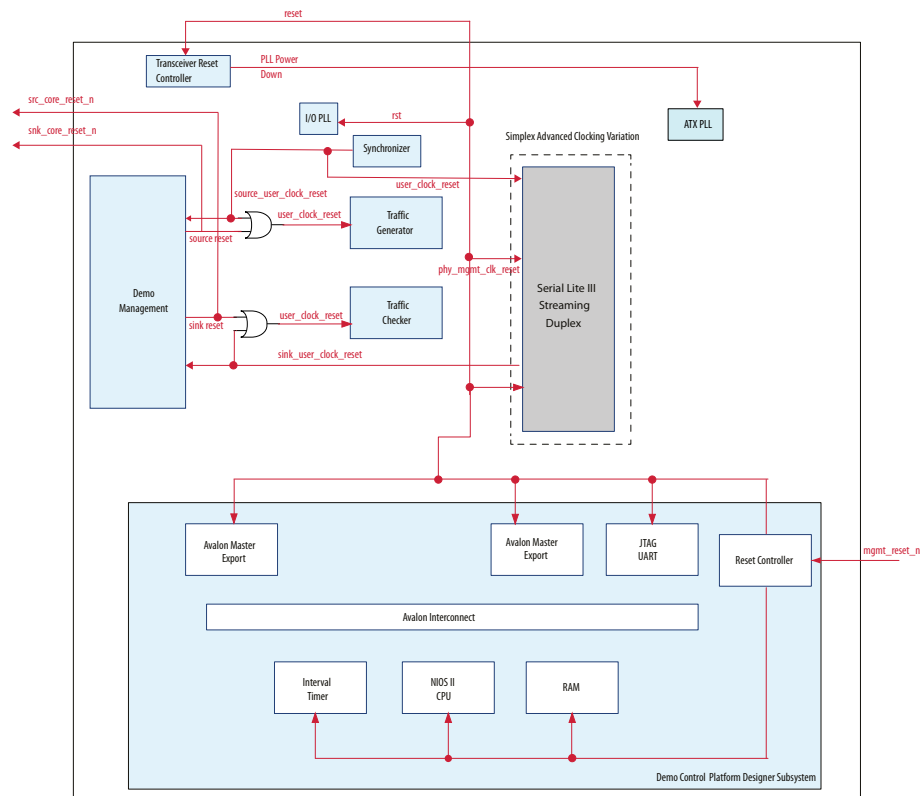 reset
Transceiver Reset
Controller
PLL Power
Down
src_core_reset_n
I/O PLL
rst
ATX PLL
snk_core_reset_n
Synchronizer
Simplex Advanced Clocking Variation
user_clock_reset
source_user_clock_reset
user_clock_reset
Traffic
Generator
source reset
phy_mgmt_clk_reset
Serial Lite III
Streaming
Duplex
Demo
Management
user_clock_reset
Traffic
Checker
sink reset
sink_user_clock_reset
Avalon Master
Export
Avalon Master
Export
JTAG
UART
Reset Controller
mgmt_reset_n
Avalon Interconnect
Interval
Timer
NIOS II
CPU
RAM
Demo Control Platform Designer Subsystem